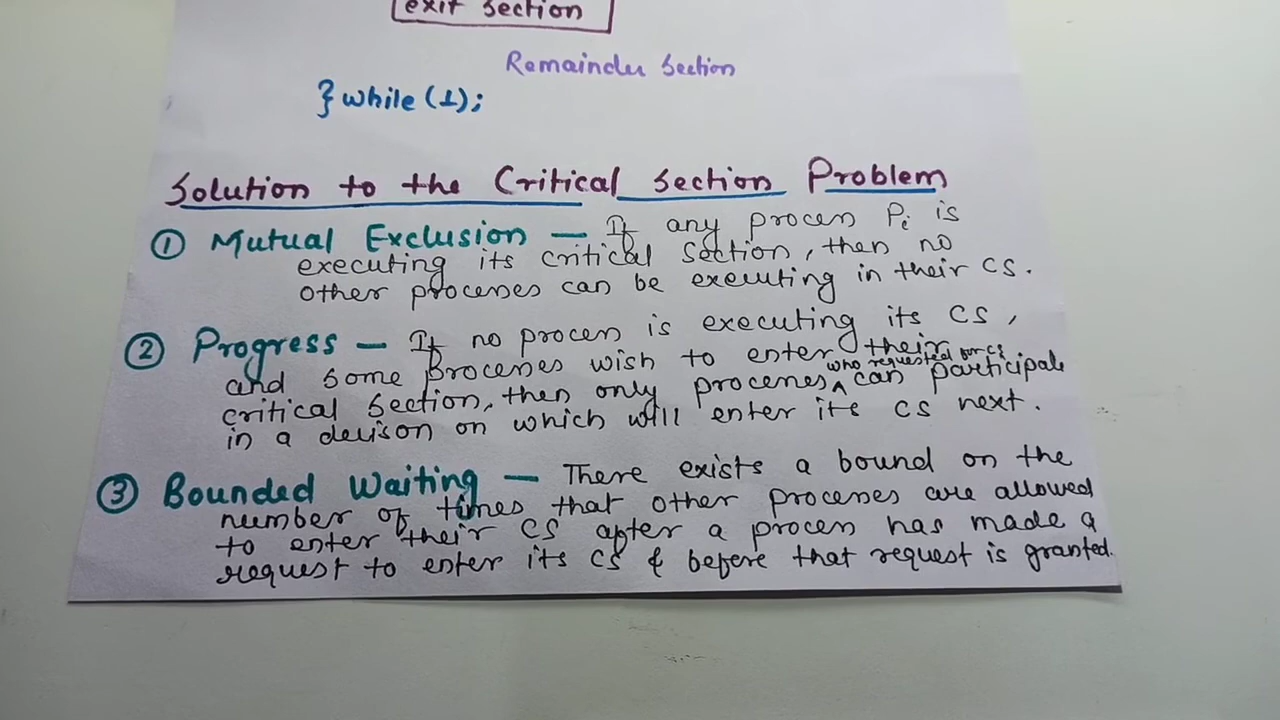 exit section
Remainder Section
} while (1);
Solution to the Critical Section Problem
① Mutual Exclusion — If any process Pi is
executing its critical section, then no
other processes can be executing in their CS.
② Progress — If no process is executing its CS,
and some processes wish to enter their
who requested for CS
critical section, then only processes ^ can participate
in a decison on which will enter its CS next.
③ Bounded Waiting — There exists a bound on the
number of times that other processes are allowed
to enter their CS after a process has made a
request to enter its CS & before that request is granted.